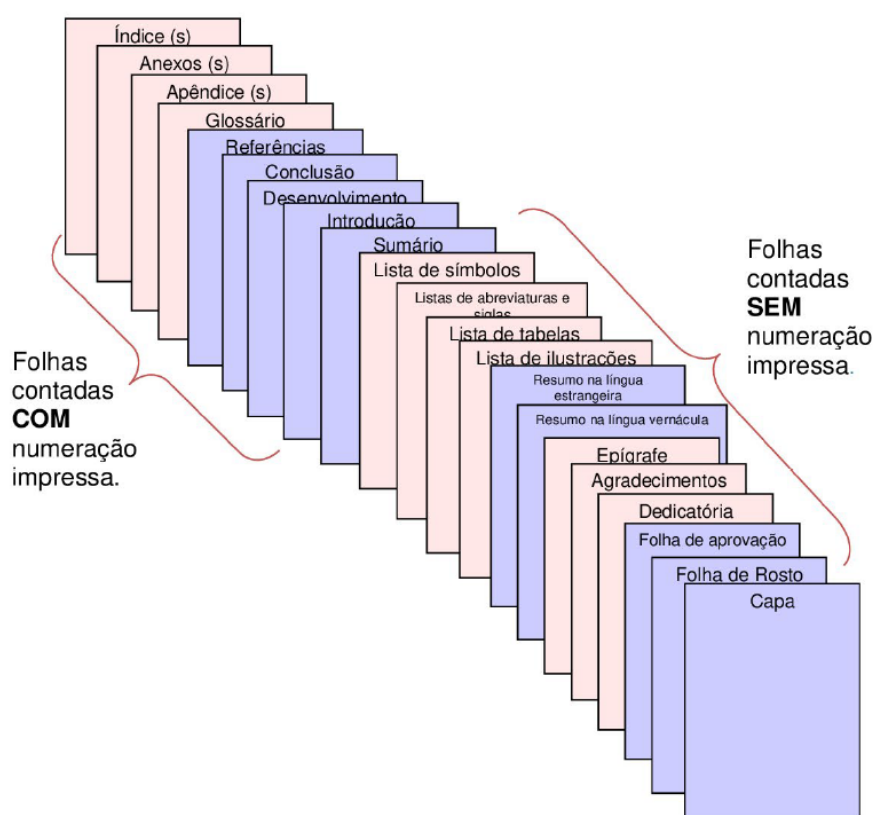 Índice (s)
Anexos (s)
Apêndice (s)
Glossário
Referências
Conclusão
Desenvolvimento
Introdução
Sumário
Lista de símbolos
Listas de abreviaturas e
siglas
Lista de tabelas
Lista de ilustrações
Resumo na língua
estrangeira
Resumo na língua vernácula
Epígrafe
Agradecimentos
Dedicatória
Folha de aprovação
Folha de Rosto
Capa
Folhas
contadas
SEM
numeração
impressa.
Folhas
contadas
COM
numeração
impressa.